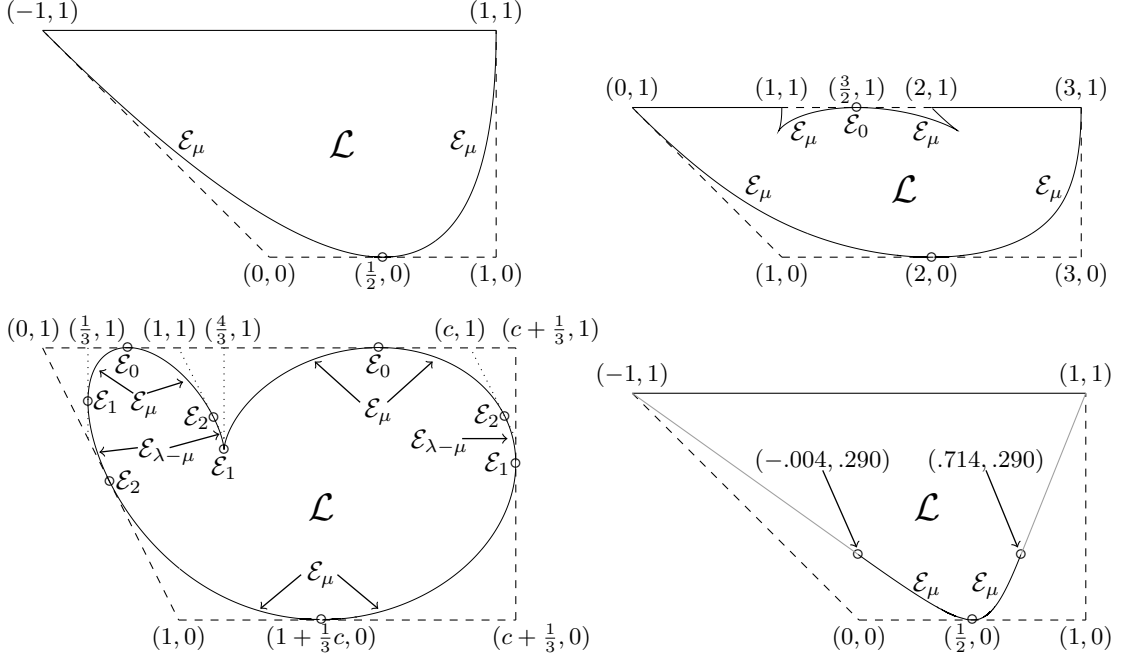 (−1, 1) (1, 1)
ℰ_μ ℒ ℰ_μ
(0, 0) (1/2, 0) (1, 0)
(0, 1) (1, 1) (3/2, 1) (2, 1) (3, 1)
ℰ_μ ℰ_0 ℰ_μ
ℰ_μ ℒ ℰ_μ
(1, 0) (2, 0) (3, 0)
(0, 1) (1/3, 1) (1, 1) (4/3, 1) (c, 1) (c + 1/3, 1)
ℰ_0 ℰ_0
ℰ_1 ℰ_μ ℰ_2 ℰ_μ ℰ_2
ℰ_{λ−μ} ℰ_1 ℰ_{λ−μ} ℰ_1
ℰ_2
ℒ
ℰ_μ
(1, 0) (1 + 1/3c, 0) (c + 1/3, 0)
(−1, 1) (1, 1)
(−.004, .290) (.714, .290)
ℒ
ℰ_μ ℰ_μ
(0, 0) (1/2, 0) (1, 0)